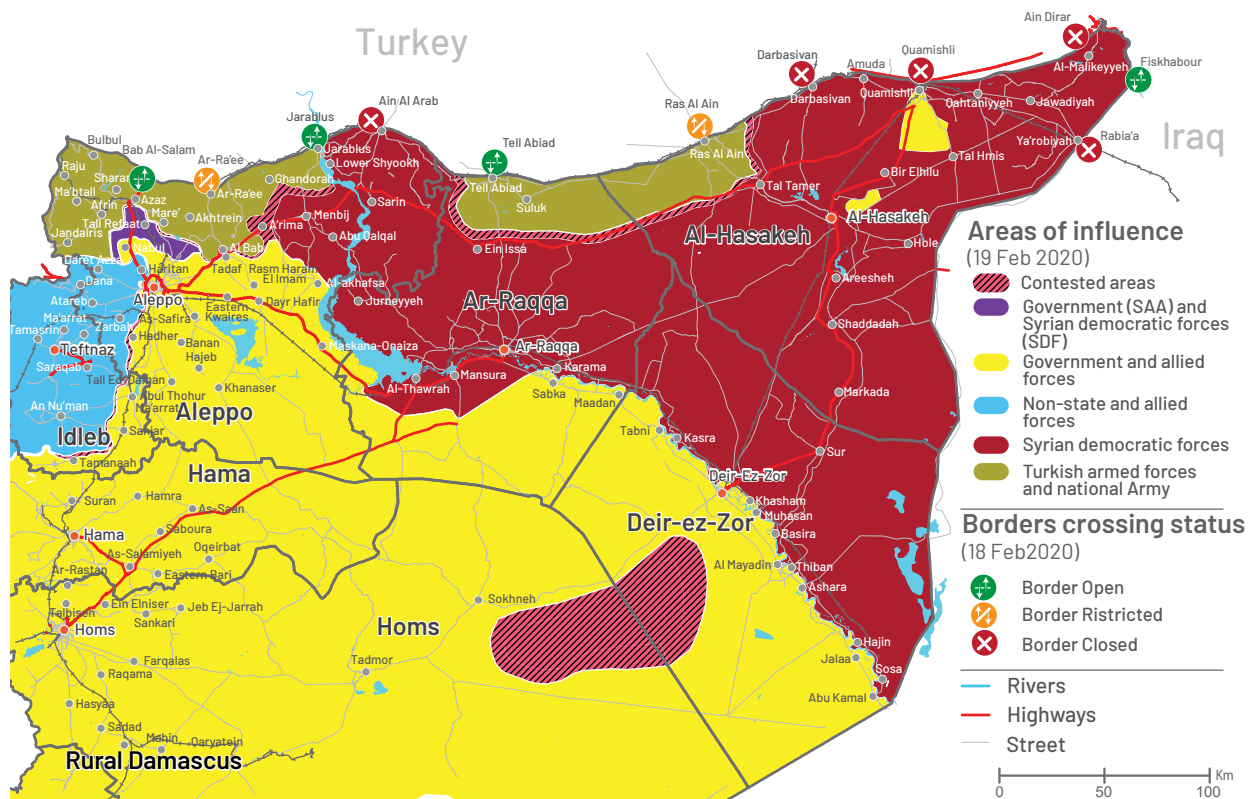 Turkey
Iraq
Ain Dirar
Quamishli
Darbasivan
Amuda
Al-Malikeyyeh
Fiskhabour
Darbasivan
Quamishli
Qahtaniyyeh
Jawadiyah
Ya'robiyah
Rabia'a
Tal Hmis
Bir Elhilu
Ain Al Arab
Jarablus
Jarablus
Lower Shyookh
Ras Al Ain
Ras Al Ain
Tell Abiad
Tell Abiad
Suluk
Tal Tamer
Al-Hasakeh
Al-Hasakeh
Hole
Areesheh
Shaddadah
Markada
Sur
Bulbul
Bab Al-Salam
Raju
Sharan
Azaz
Ar-Ra'ee
Ar-Ra'ee
Ghandorah
Ma'btall
Afrin
Mare'
Akhtrein
Tall Refaat
Jandairis
Nabul
A'rima
Menbij
Sarin
Abu Qalqal
Ein Issa
Al Bab
Tadaf
Rasm Haram
El Imam
Al-akhafsa
Jurneyyeh
Daret Azza
Haritan
Dana
Aleppo
Atareb
Eastern
Kwaires
Dayr Hafir
As-Safira
Ma'arrat
Tamasrin
Zarbah
Hadher
Banan
Hajeb
Maskana-Onaiza
Teftnaz
Saraqab
Tall Ed-Daman
Khanaser
Abul Thohur
Ma'arrat
An Nu'man
Aleppo
Sanjar
Idleb
Tamanaah
Ar-Raqqa
Ar-Raqqa
Karama
Mansura
Al-Thawrah
Sabka
Maadan
Tabni
Kasra
Deir-Ez-Zor
Khasham
Muhasan
Basira
Deir-ez-Zor
Al Mayadin
Thiban
Ashara
Hajin
Jalaa
Sosa
Abu Kamal
Hama
Suran
Hamra
As-Saan
Hama
Saboura
As-Salamiyeh
Oqeirbat
Ar-Rastan
Eastern Bari
Talbisen
Ein Elniser
Jeb Ej-Jarrah
Sankari
Homs
Homs
Sokhneh
Tadmor
Farqalas
Raqama
Hasyaa
Sadad
Mahin
Qaryatein
Rural Damascus
Areas of influence
(19 Feb 2020)
Contested areas
Government (SAA) and
Syrian democratic forces
(SDF)
Government and allied
forces
Non-state and allied
forces
Syrian democratic forces
Turkish armed forces
and national Army
Borders crossing status
(18 Feb2020)
Border Open
Border Ristricted
Border Closed
Rivers
Highways
Street
Km
0 50 100